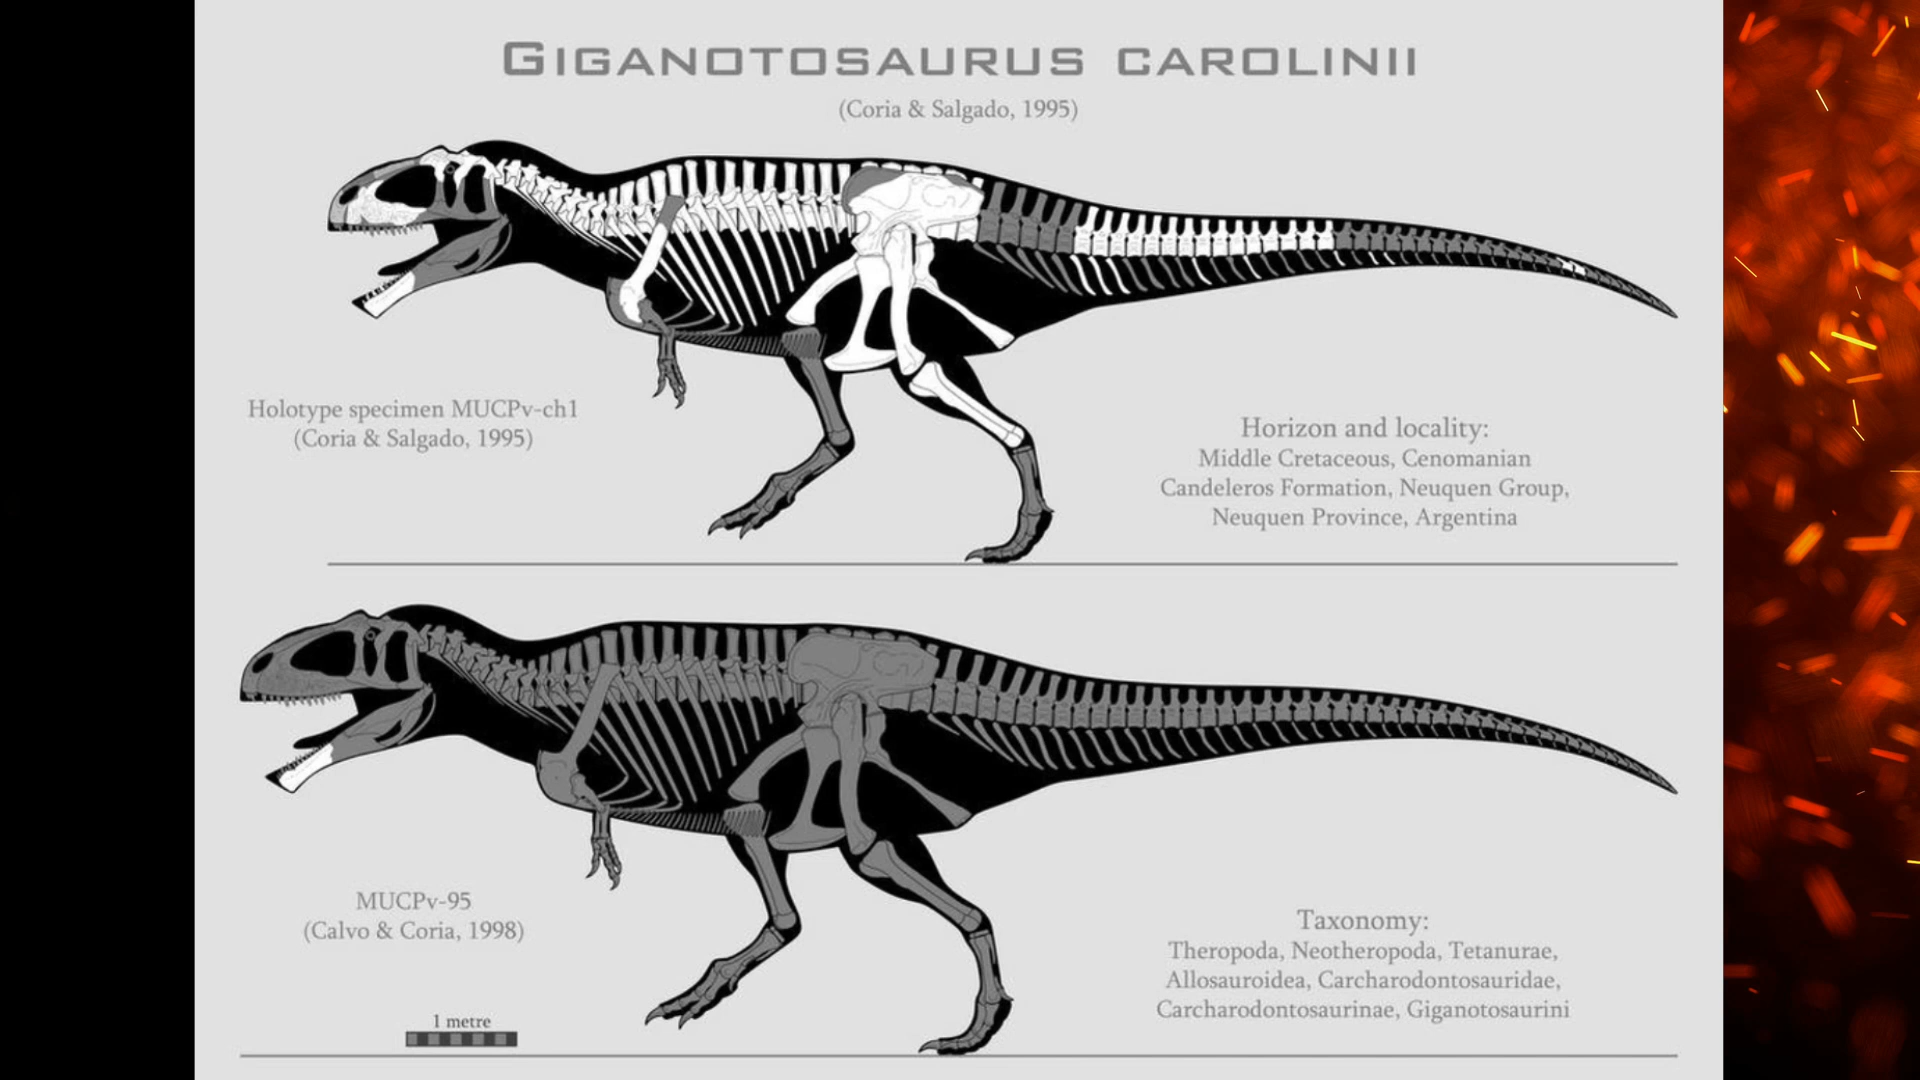 GIGANOTOSAURUS CAROLINII
(Coria & Salgado, 1995)
Holotype specimen MUCPv-ch1
(Coria & Salgado, 1995)
Horizon and locality:
Middle Cretaceous, Cenomanian
Candeleros Formation, Neuquen Group,
Neuquen Province, Argentina
MUCPv-95
(Calvo & Coria, 1998)
Taxonomy:
Theropoda, Neotheropoda, Tetanurae,
Allosauroidea, Carcharodontosauridae,
Carcharodontosaurinae, Giganotosaurini
1 metre